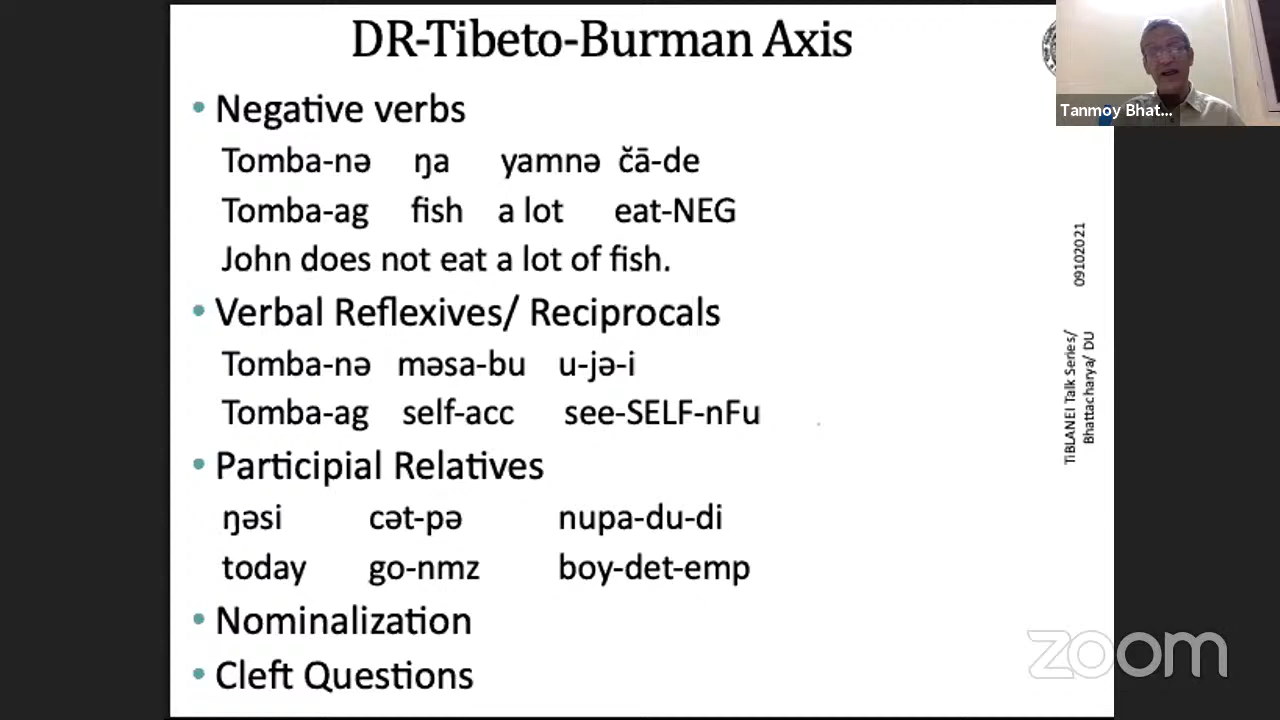 DR-Tibeto-Burman Axis
• Negative verbs
Tomba-nə ŋa yamnə čā-de
Tomba-ag fish a lot eat-NEG
John does not eat a lot of fish.
• Verbal Reflexives/ Reciprocals
Tomba-nə məsa-bu u-jə-i
Tomba-ag self-acc see-SELF-nFu
• Participial Relatives
ŋəsi cət-pə nupa-du-di
today go-nmz boy-det-emp
• Nominalization
• Cleft Questions
09102021
TiBLANEI Talk Series/
Bhattacharya/ DU
Tanmoy Bhat...
zoom